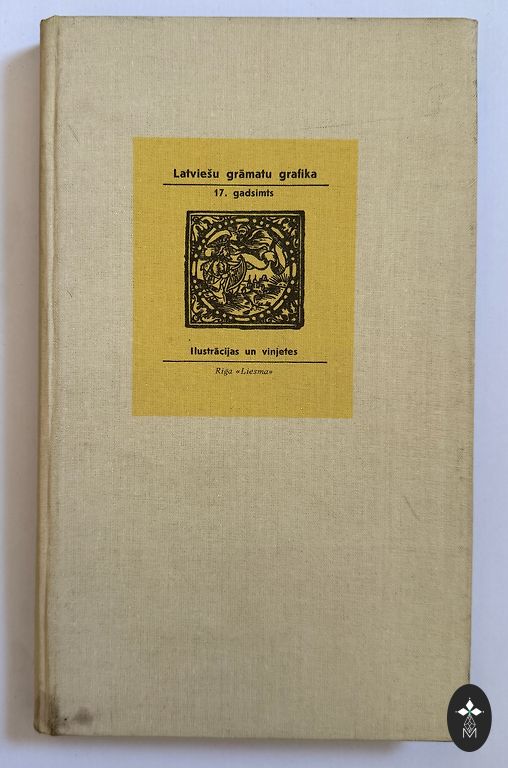 Latviešu grāmatu grafika
17. gadsimts
Ilustrācijas un vinjetes
Rīga «Liesma»
M